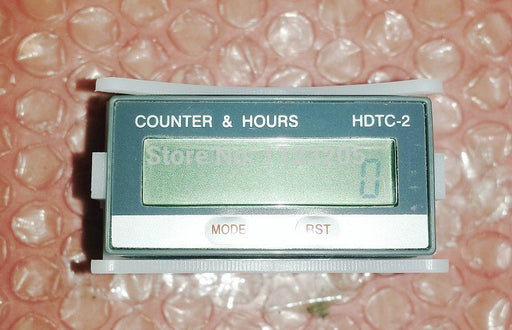 COUNTER & HOURS HDTC-2
Store No.
0
MODE RST